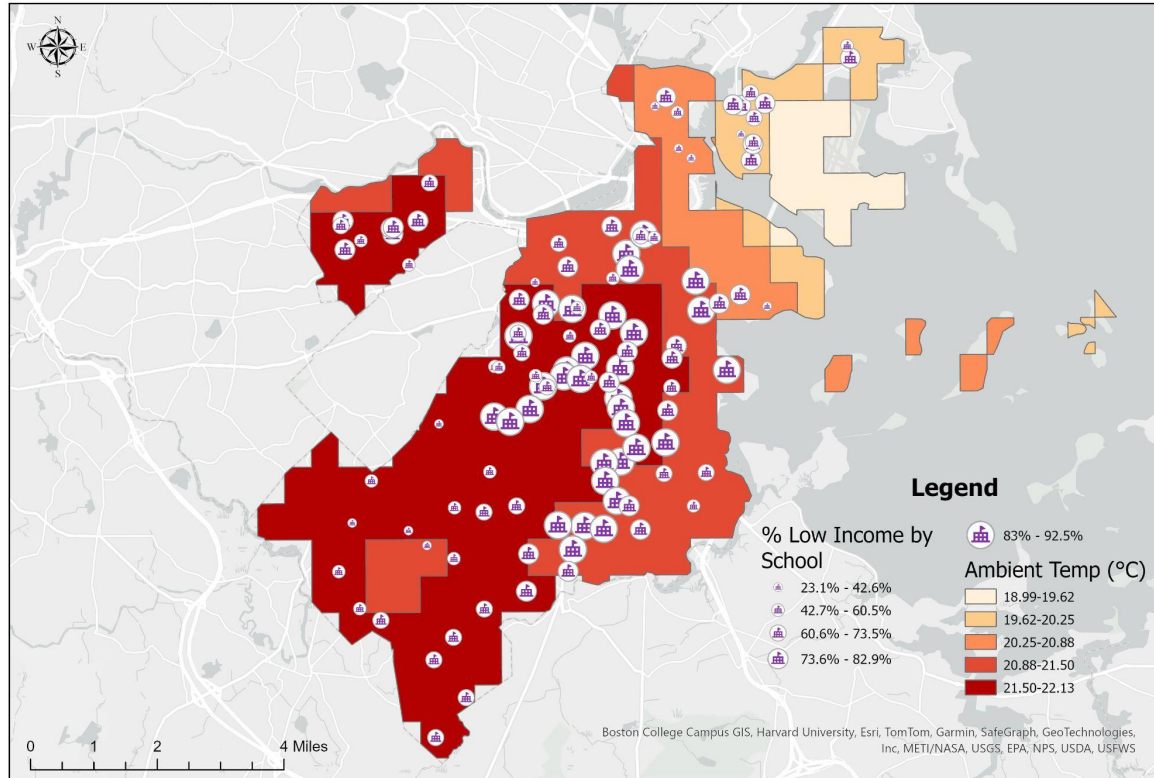 N
W E
S
Legend
% Low Income by
School
23.1% - 42.6%
42.7% - 60.5%
60.6% - 73.5%
73.6% - 82.9%
83% - 92.5%
Ambient Temp (°C)
18.99-19.62
19.62-20.25
20.25-20.88
20.88-21.50
21.50-22.13
0 1 2 4 Miles
Boston College Campus GIS, Harvard University, Esri, TomTom, Garmin, SafeGraph, GeoTechnologies,
Inc, METI/NASA, USGS, EPA, NPS, USDA, USFWS